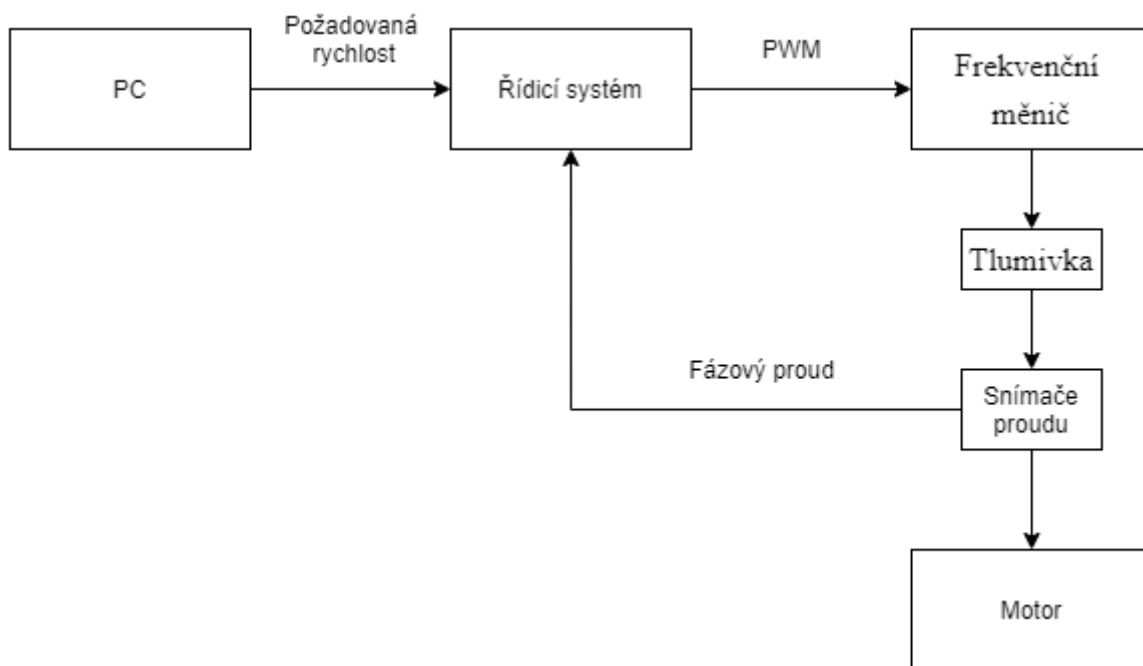 Požadovaná
rychlost
PWM
PC
Řídicí systém
Frekvenční
měnič
Tlumivka
Fázový proud
Snímače
proudu
Motor